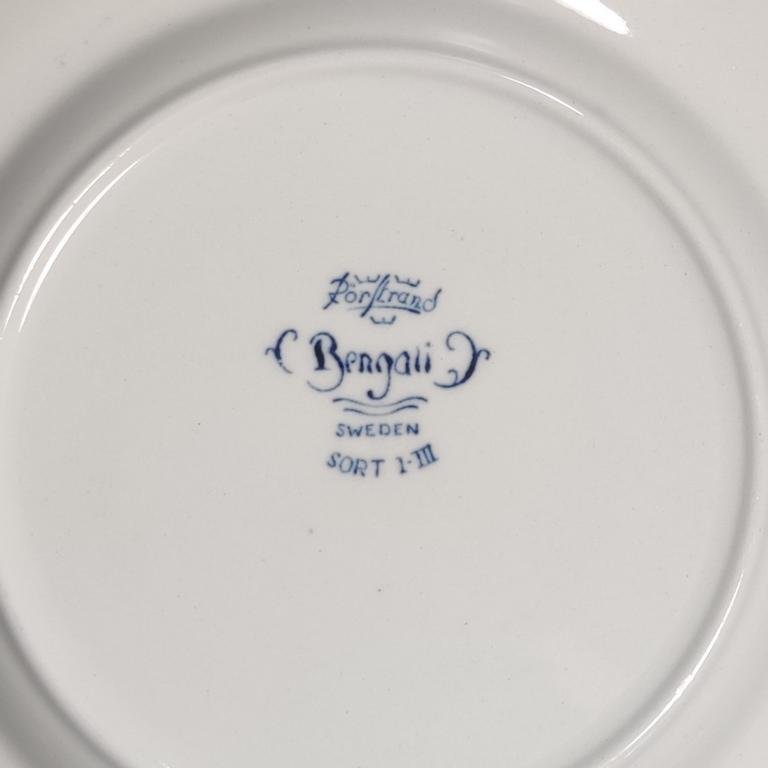 Rörstrand
Bengali
SWEDEN
SORT I-III